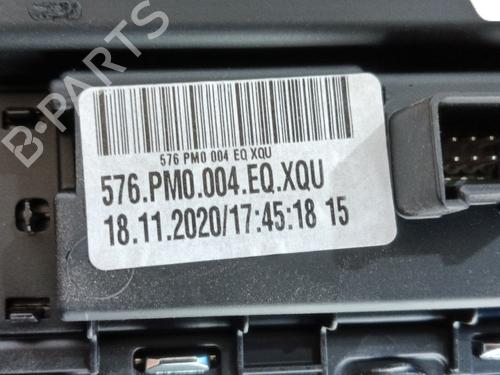 B-PARTS
576 PM0 004 EQ XQU
576.PM0.004.EQ.XQU
18.11.2020/17:45:18 15